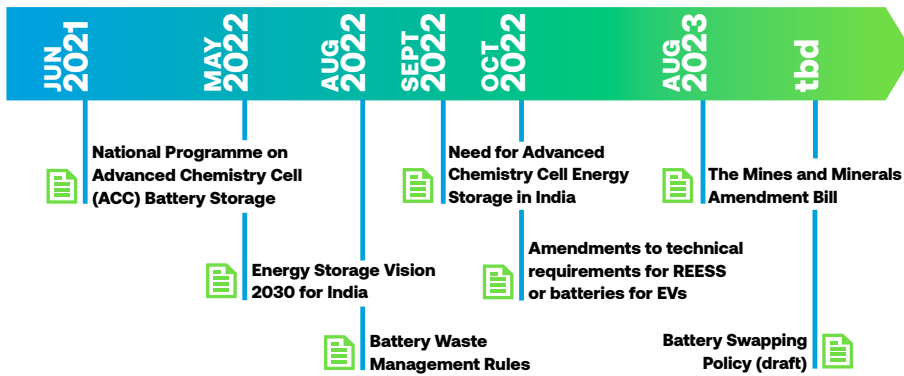 JUN
2021
MAY
2022
AUG
2022
SEPT
2022
OCT
2022
AUG
2023
tbd
National Programme on
Advanced Chemistry Cell
(ACC) Battery Storage
Energy Storage Vision
2030 for India
Battery Waste
Management Rules
Need for Advanced
Chemistry Cell Energy
Storage in India
Amendments to technical
requirements for REESS
or batteries for EVs
The Mines and Minerals
Amendment Bill
Battery Swapping
Policy (draft)